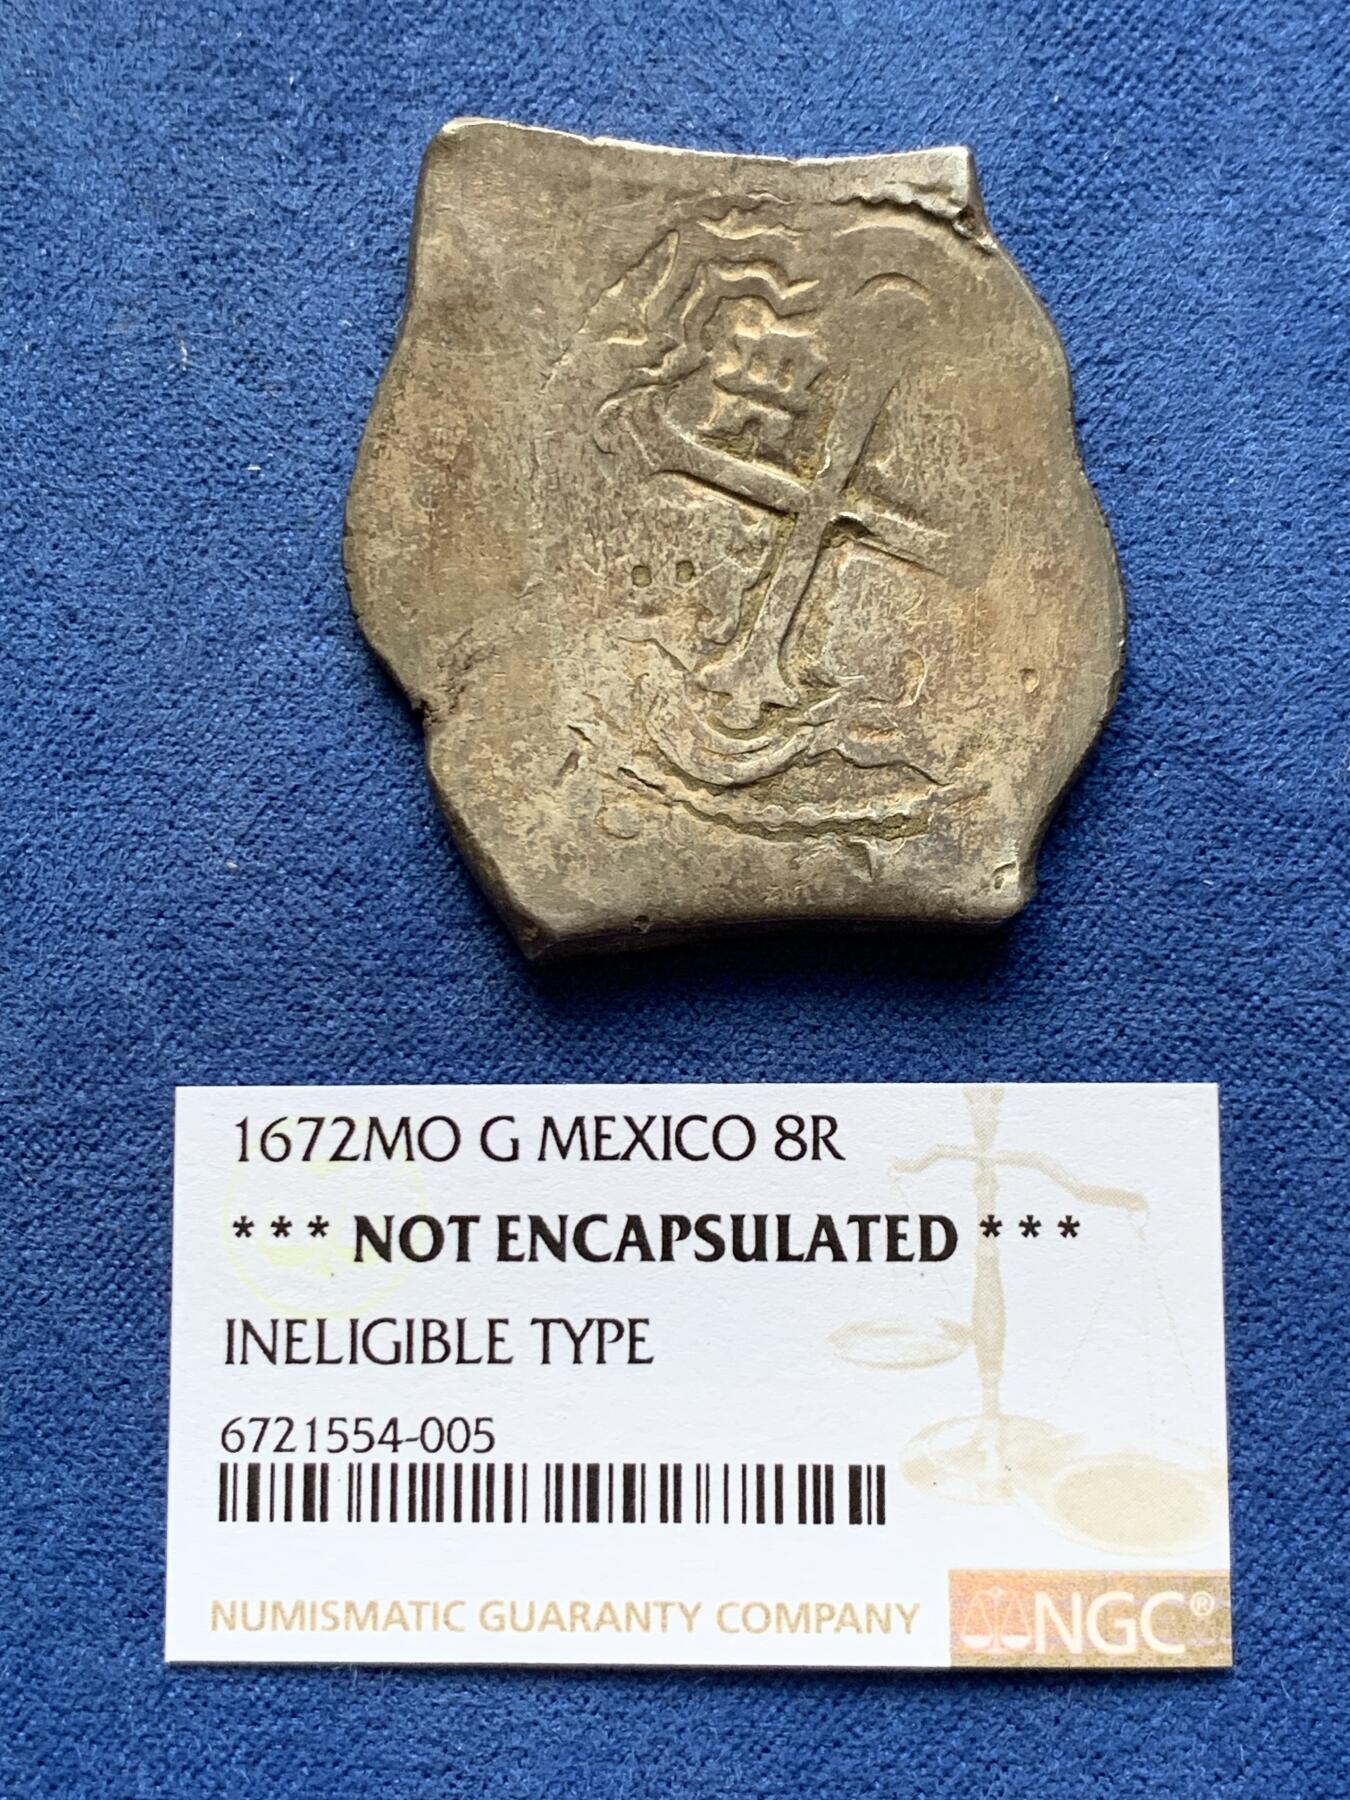 1672MO G MEXICO 8R
*** NOT ENCAPSULATED ***
INELIGIBLE TYPE
6721554-005
NUMISMATIC GUARANTY COMPANY
NGC®